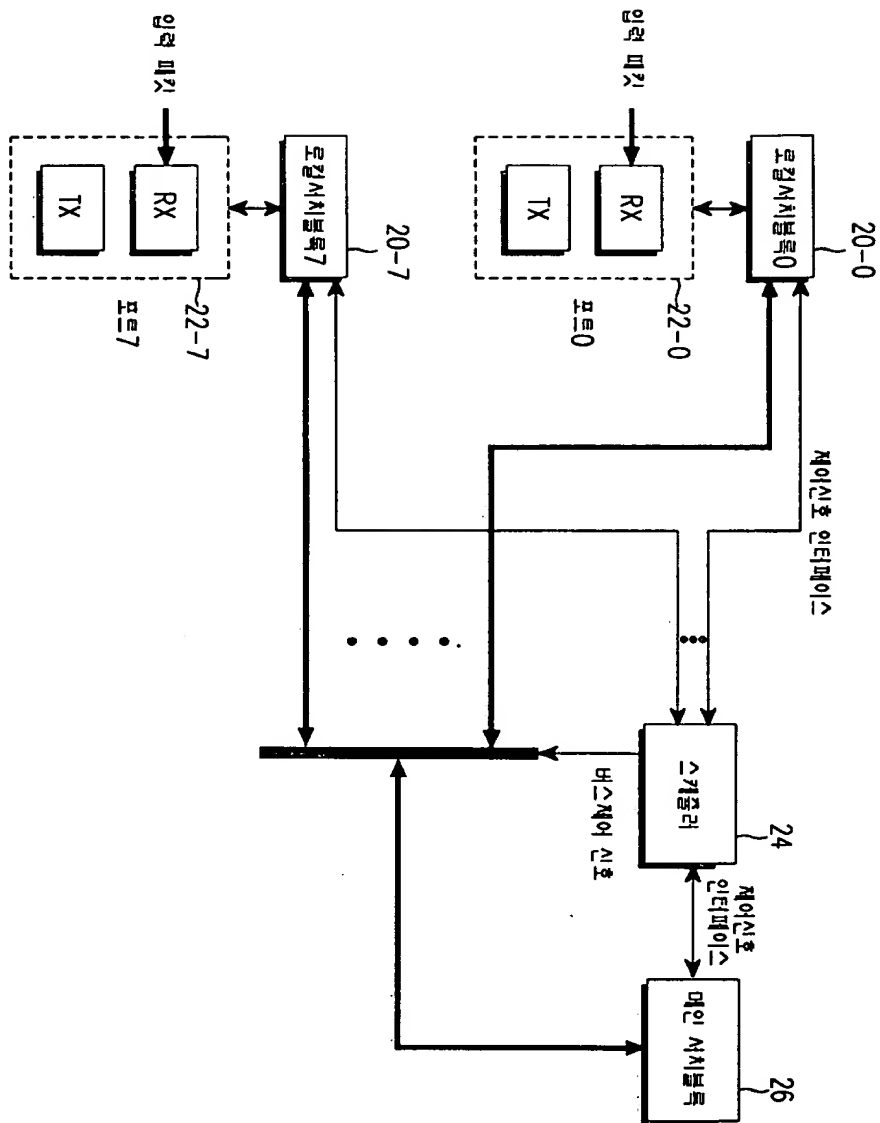 입력 패킷
입력 패킷
TX
RX
TX
RX
22-7
포트7
22-0
포트0
로컬서치블록7
20-7
로컬서치블록0
20-0
제어신호 인터페이스
버스제어 신호
스케줄러
24
제어신호
인터페이스
메인 서치블록
26